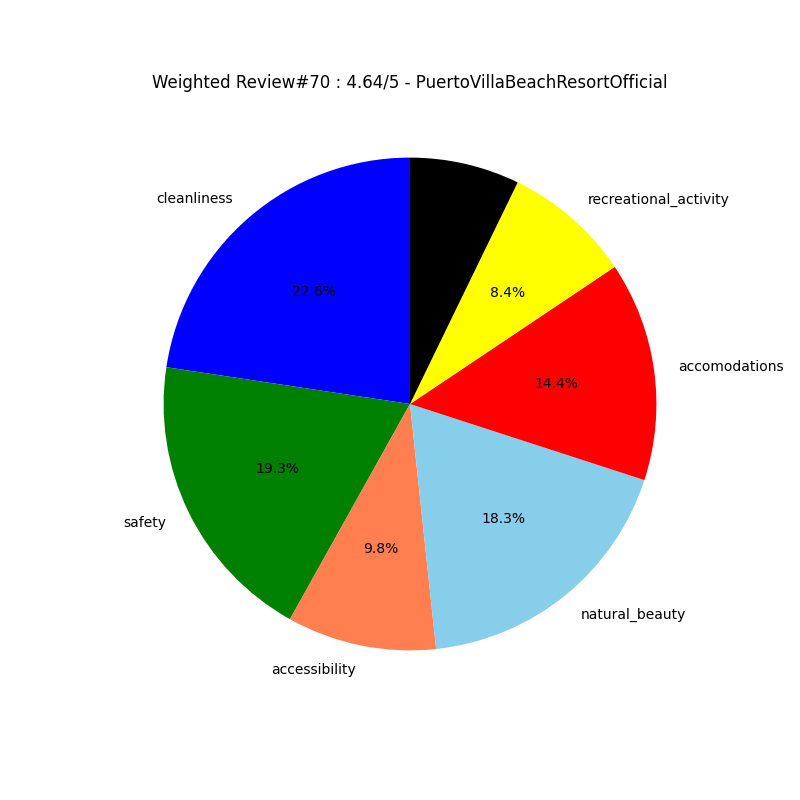 Weighted Review#70 : 4.64/5 - PuertoVillaBeachResortOfficial
cleanliness
recreational_activity
22.6%
8.4%
accomodations
14.4%
19.3%
18.3%
safety
9.8%
natural_beauty
accessibility